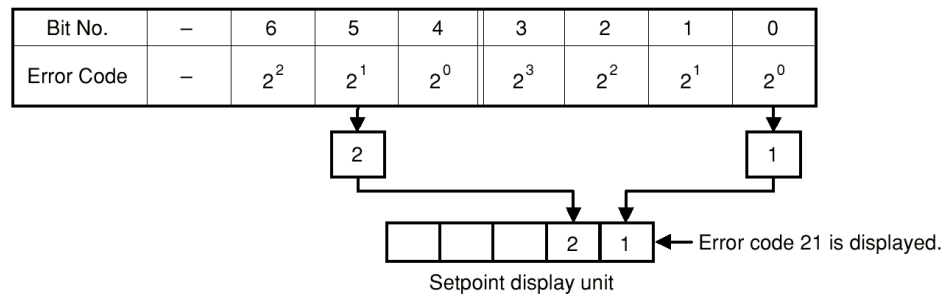 Bit No. – 6 5 4 3 2 1 0
Error Code – 2² 2¹ 2⁰ 2³ 2² 2¹ 2⁰
2 1
2 1 Error code 21 is displayed.
Setpoint display unit